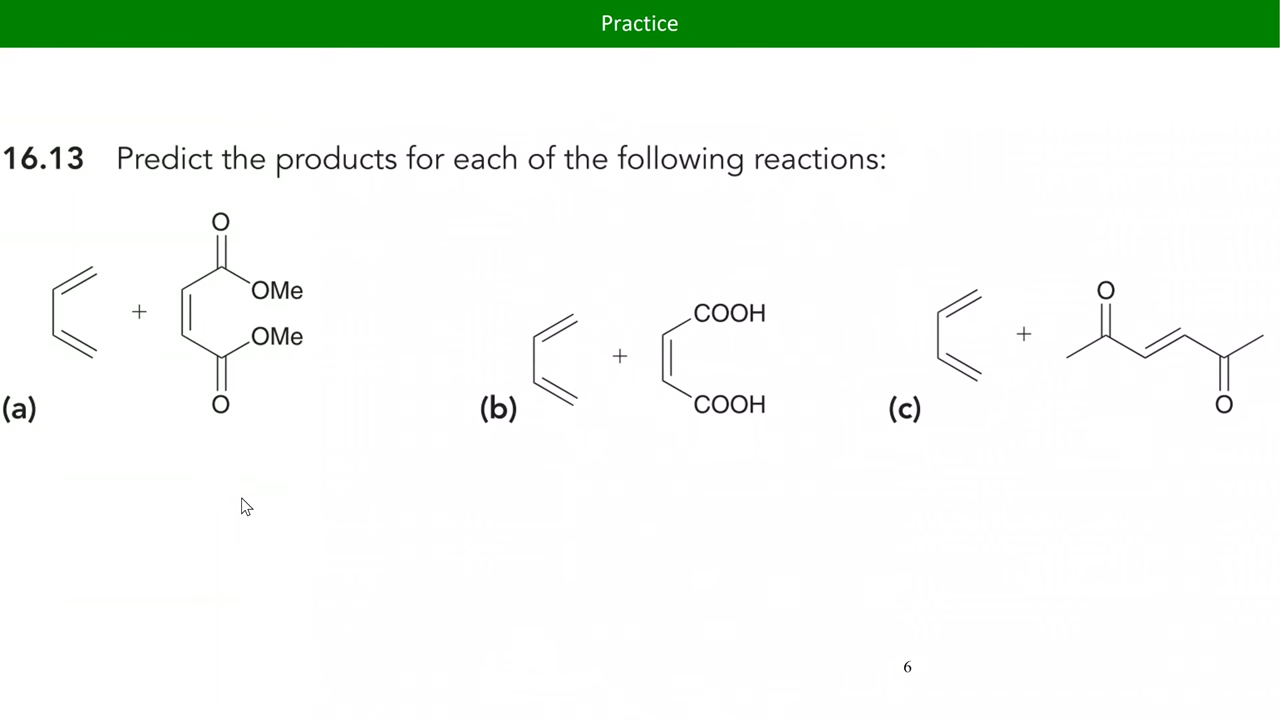 Practice
16.13 Predict the products for each of the following reactions:
O
OMe
OMe
O
+
(a)
COOH
COOH
+
(b)
O
O
+
(c)
6